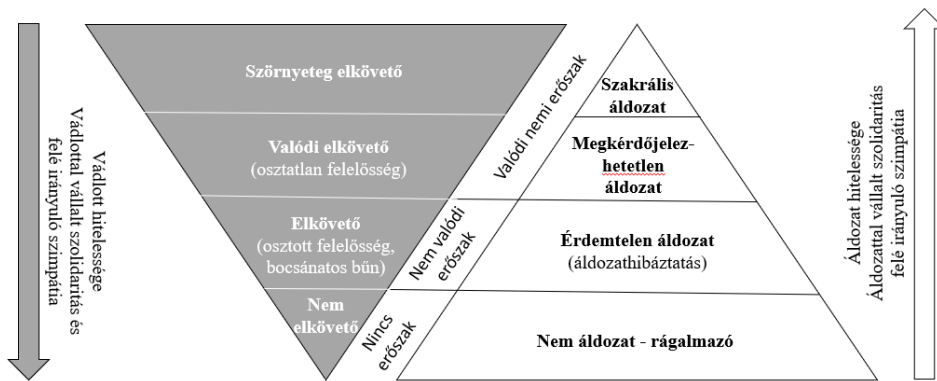 Vádlott hitelessége
Vádlottal vállalt szolidaritás és
felé irányuló szimpátia
Szörnyeteg elkövető
Valódi elkövető
(osztatlan felelősség)
Elkövető
(osztott felelősség,
bocsánatos bűn)
Nem
elkövető
Valódi nemi erőszak
Nem valódi
erőszak
Nincs
erőszak
Szakrális
áldozat
Megkérdőjelez-
hetetlen
áldozat
Érdemtelen áldozat
(áldozathibáztatás)
Nem áldozat - rágalmazó
Áldozat hitelessége
Áldozattal vállalt szolidaritás
felé irányuló szimpátia